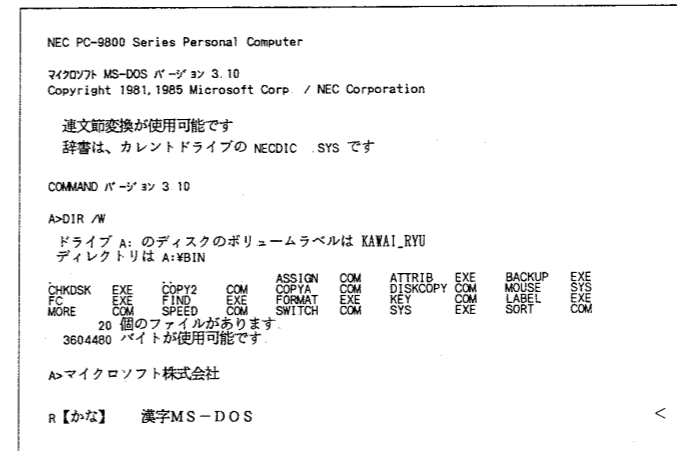 NEC PC-9800 Series Personal Computer
ﾏｲｸﾛｿﾌﾄ MS-DOS ﾊﾞｰｼﾞｮﾝ 3.10
Copyright 1981,1985 Microsoft Corp. / NEC Corporation
連文節変換が使用可能です
辞書は、カレントドライブの NECDIC .SYS です
COMMAND ﾊﾞｰｼﾞｮﾝ 3.10
A>DIR /W
ドライブ A: のディスクのボリュームラベルは KAWAI_RYU
ディレクトリは A:¥BIN
ASSIGN COM ATTRIB EXE BACKUP EXE
CHKDSK EXE COPY2 COM COPYA COM DISKCOPY COM MOUSE SYS
FC EXE FIND EXE FORMAT EXE KEY COM LABEL EXE
MORE COM SPEED COM SWITCH COM SYS EXE SORT COM
20 個のファイルがあります.
3604480 バイトが使用可能です.
A>マイクロソフト株式会社
R【かな】 漢字ＭＳ－ＤＯＳ <